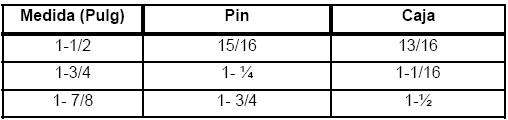 Medida (Pulg) Pin Caja
1-1/2 15/16 13/16
1-3/4 1- ¼ 1-1/16
1- 7/8 1- 3/4 1-½